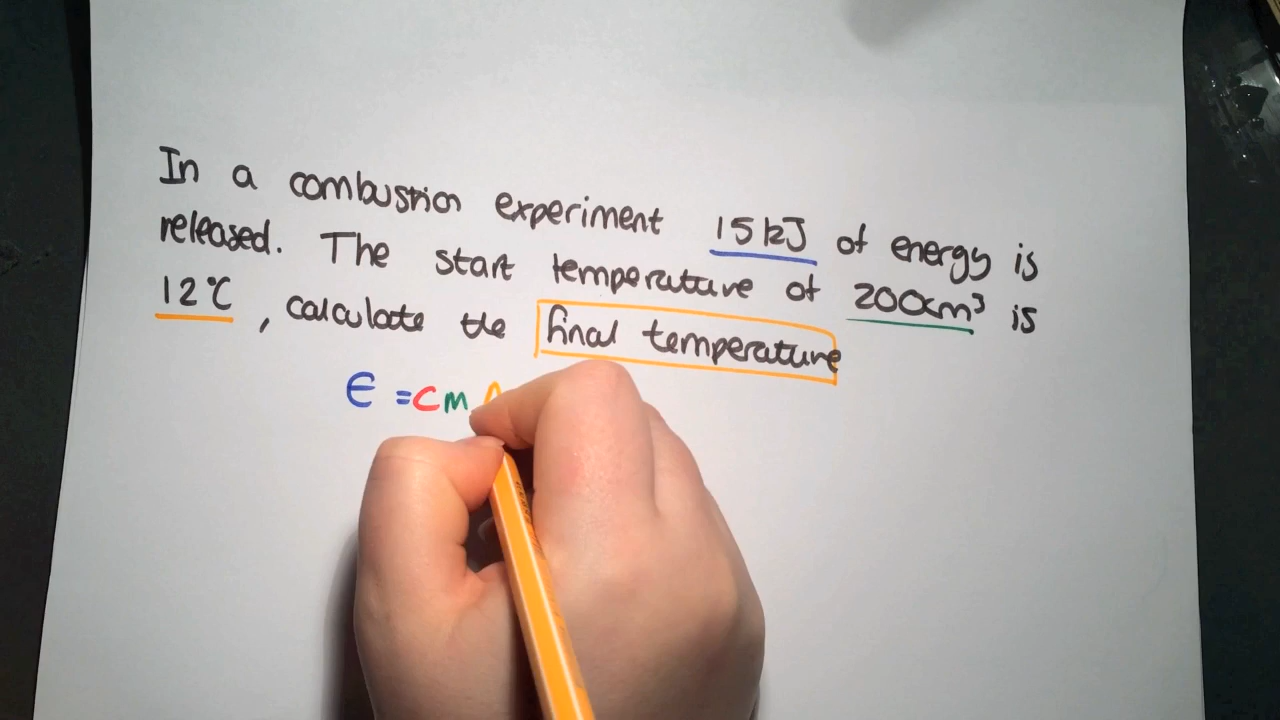 In a combustion experiment 15kJ of energy is
released. The start temperature of 200cm³ is
12℃, calculate the final temperature
E = cm